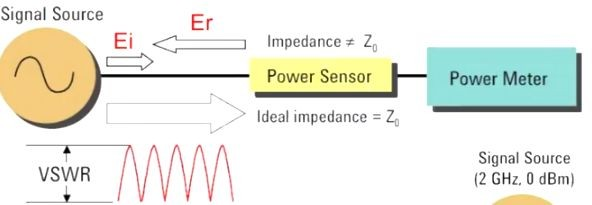 Signal Source
Ei
Er
Impedance ≠ Z₀
Power Sensor
Power Meter
Ideal impedance = Z₀
VSWR
Signal Source
(2 GHz, 0 dBm)